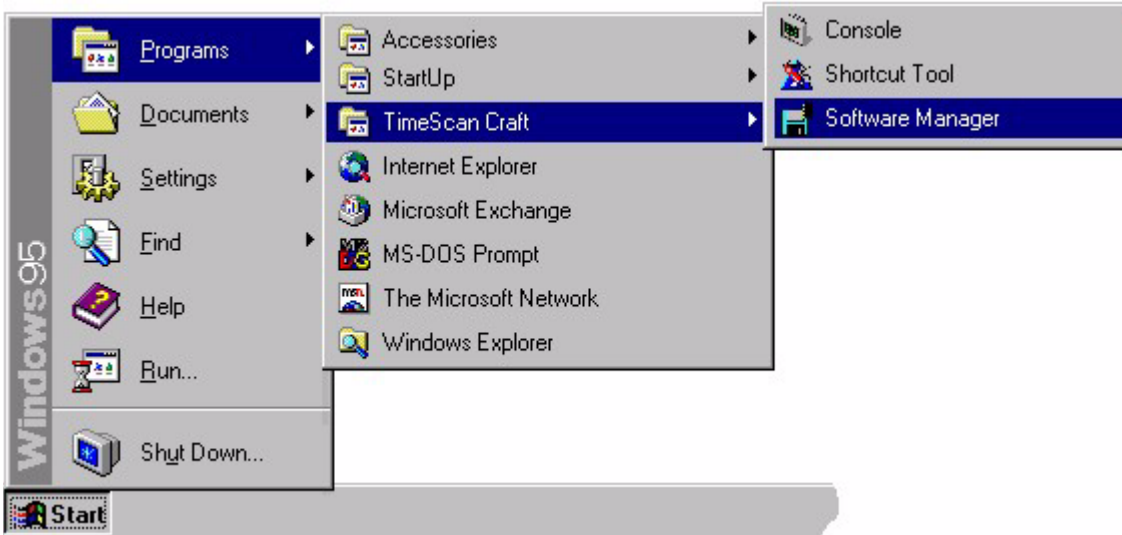 Programs
Documents
Settings
Find
Help
Run...
Shut Down...
Windows95
Start
Accessories
StartUp
TimeScan Craft
Internet Explorer
Microsoft Exchange
MS-DOS Prompt
The Microsoft Network
Windows Explorer
Console
Shortcut Tool
Software Manager